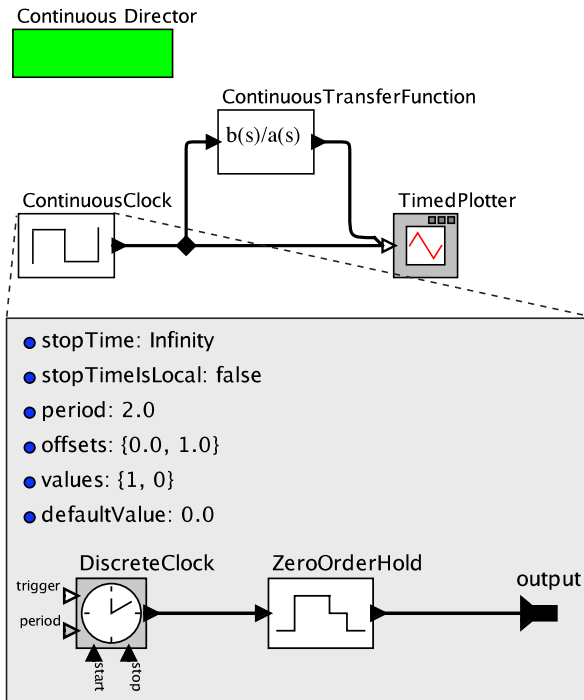 Continuous Director
ContinuousTransferFunction
b(s)/a(s)
ContinuousClock
TimedPlotter
stopTime: Infinity
stopTimeIsLocal: false
period: 2.0
offsets: {0.0, 1.0}
values: {1, 0}
defaultValue: 0.0
DiscreteClock
ZeroOrderHold
output
trigger
period
start
stop